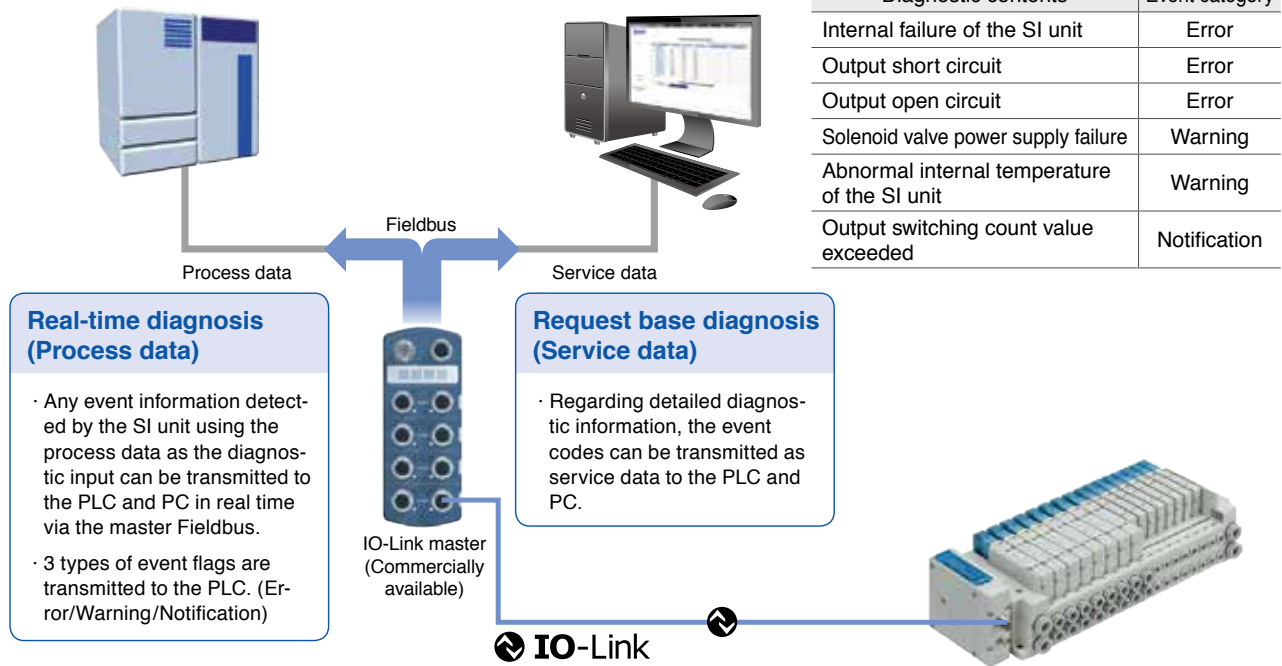 Diagnostic contents Event category
Internal failure of the SI unit Error
Output short circuit Error
Output open circuit Error
Solenoid valve power supply failure Warning
Abnormal internal temperature
of the SI unit Warning
Output switching count value
exceeded Notification
Fieldbus
Process data
Service data
Real-time diagnosis
(Process data)
· Any event information detect-
ed by the SI unit using the
process data as the diagnos-
tic input can be transmitted to
the PLC and PC in real time
via the master Fieldbus.
· 3 types of event flags are
transmitted to the PLC. (Er-
ror/Warning/Notification)
Request base diagnosis
(Service data)
· Regarding detailed diagnos-
tic information, the event
codes can be transmitted as
service data to the PLC and
PC.
IO-Link master
(Commercially
available)
IO-Link